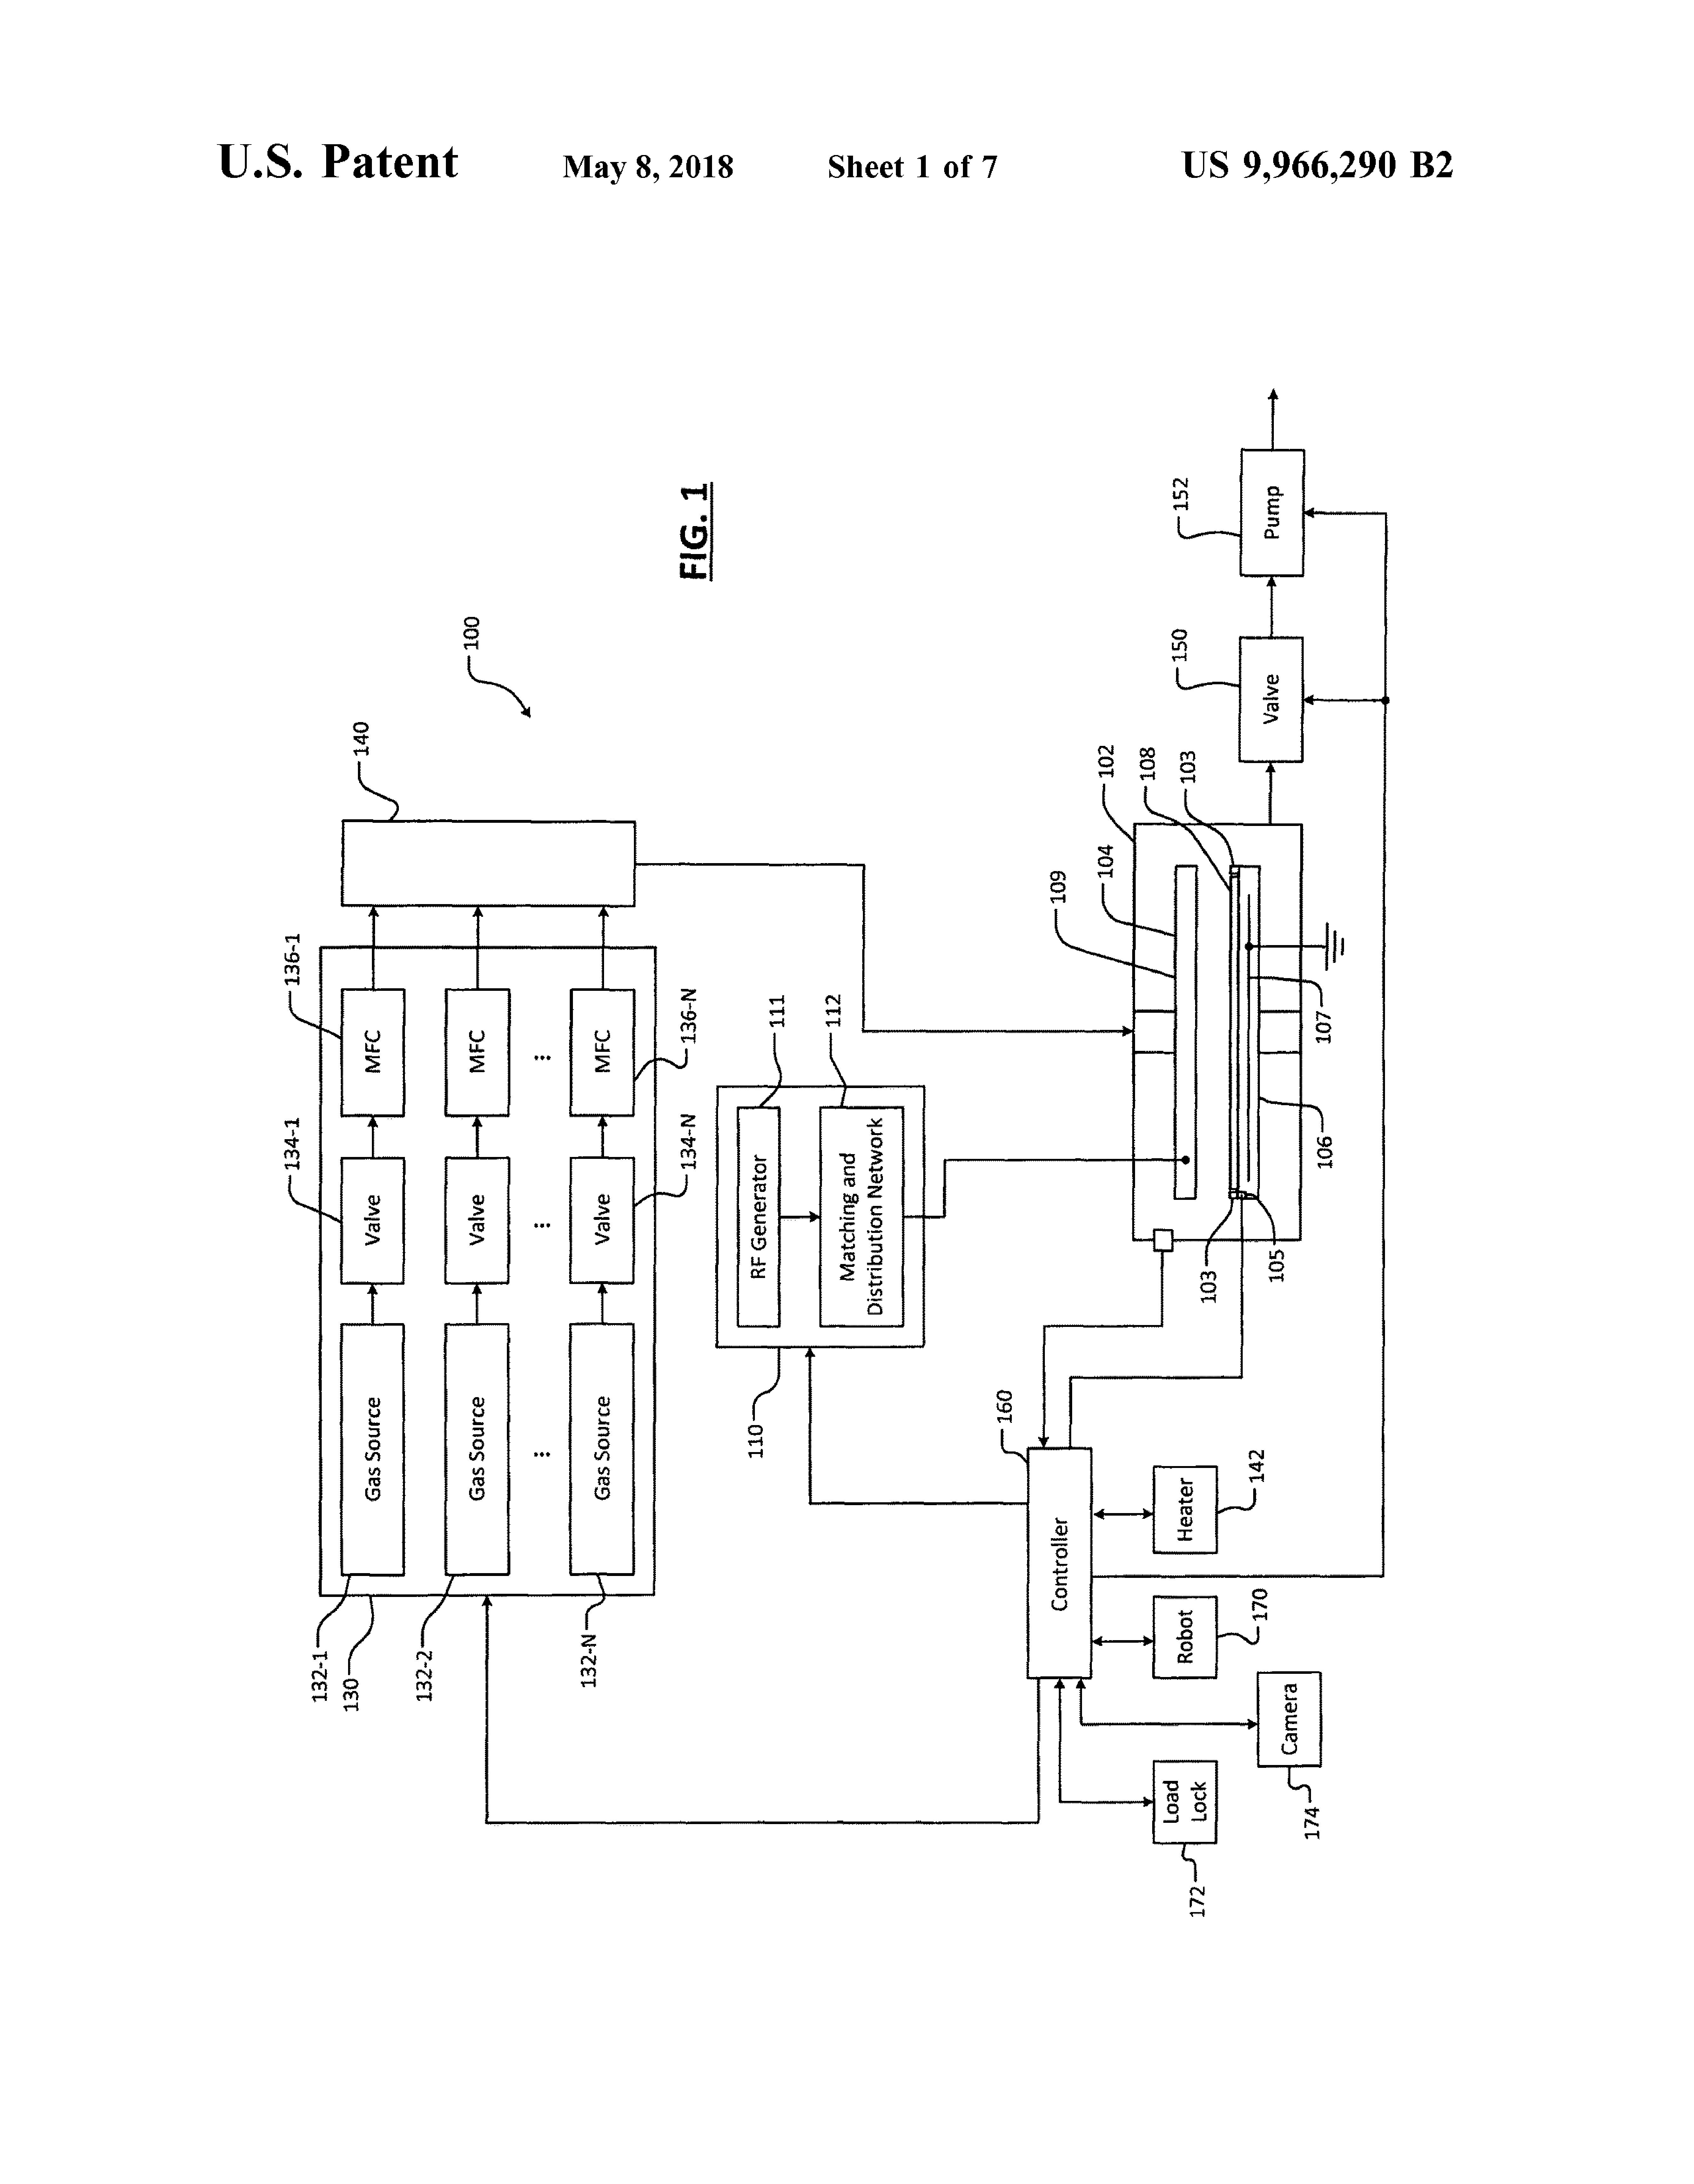 U.S. Patent May 8, 2018 Sheet 1 of 7 US 9,966,290 B2
FIG. 1
100
140
136-1
134-1
132-1
130
132-2
132-N
136-N
134-N
Gas Source
Valve
MFC
Gas Source
Valve
MFC
... ... ...
Gas Source
Valve
MFC
111
112
RF Generator
Matching and
Distribution Network
110
109
104
102
108
103
150
152
Valve
Pump
103
105
106
107
160
Controller
Heater
142
Robot
170
Camera
174
Load
Lock
172